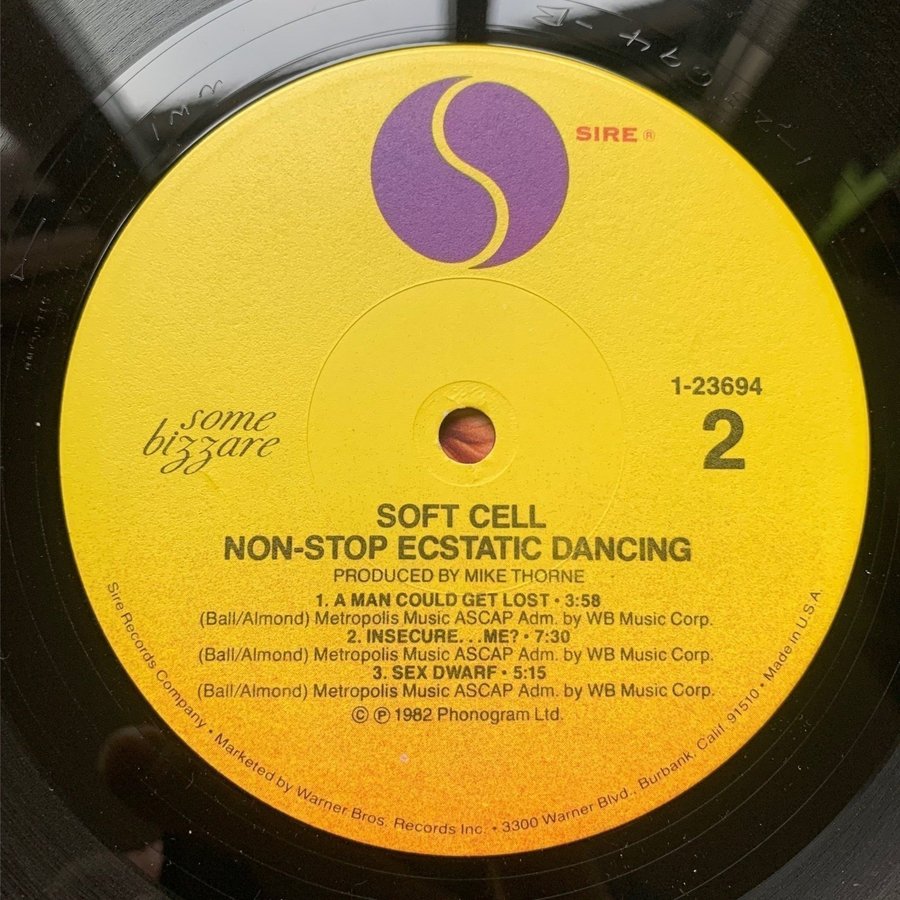 SIRE ®
1-23694
2
some
bizzare
SOFT CELL
NON-STOP ECSTATIC DANCING
PRODUCED BY MIKE THORNE
1. A MAN COULD GET LOST • 3:58
(Ball/Almond) Metropolis Music ASCAP Adm. by WB Music Corp.
2. INSECURE...ME? • 7:30
(Ball/Almond) Metropolis Music ASCAP Adm. by WB Music Corp.
3. SEX DWARF • 5:15
(Ball/Almond) Metropolis Music ASCAP Adm. by WB Music Corp.
© ℗ 1982 Phonogram Ltd.
Sire Records Company • Marketed by Warner Bros. Records Inc. • 3300 Warner Blvd., Burbank, Calif. 91510 • Made in U.S.A.